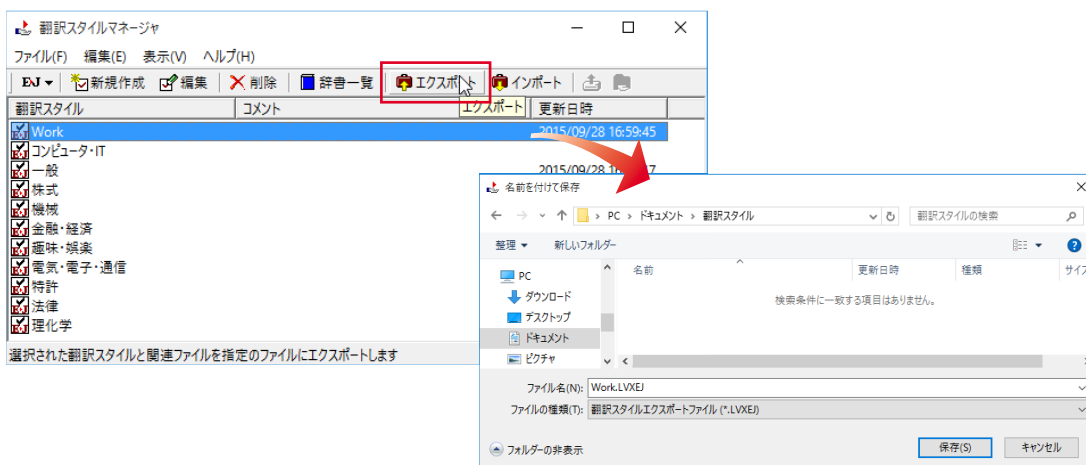 翻訳スタイルマネージャ
ファイル(F) 編集(E) 表示(V) ヘルプ(H)
EJ 新規作成 編集 削除 辞書一覧 エクスポート インポート
翻訳スタイル コメント エクスポート 更新日時
Work 2015/09/28 16:59:45
コンピュータ・IT
一般 2015/09/28
株式
機械
金融・経済
趣味・娯楽
電気・電子・通信
特許
法律
理化学
選択された翻訳スタイルと関連ファイルを指定のファイルにエクスポートします
名前を付けて保存
PC › ドキュメント › 翻訳スタイル 翻訳スタイルの検索
整理 新しいフォルダー
名前 更新日時 種類 サイズ
検索条件に一致する項目はありません。
PC
ダウンロード
デスクトップ
ドキュメント
ピクチャ
ファイル名(N): Work.LVXEJ
ファイルの種類(T): 翻訳スタイルエクスポートファイル (*.LVXEJ)
フォルダーの非表示 保存(S) キャンセル